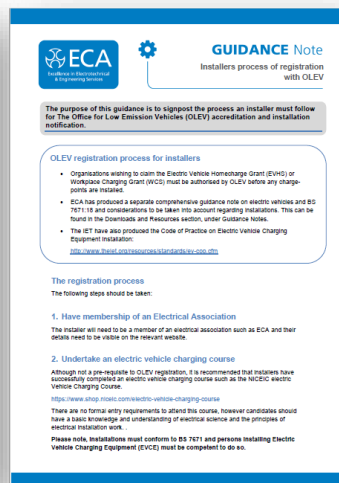 ECA
Excellence in Electrotechnical
& Engineering Services
GUIDANCE Note
Installers process of registration
with OLEV
The purpose of this guidance is to signpost the process an installer must follow
for The Office for Low Emission Vehicles (OLEV) accreditation and installation
notification.
OLEV registration process for installers
• Organisations wishing to claim the Electric Vehicle Homecharge Grant (EVHS) or
Workplace Charging Grant (WCS) must be authorised by OLEV before any charge-
points are installed.
• ECA has produced a separate comprehensive guidance note on electric vehicles and BS
7671:18 and considerations to be taken into account regarding installations. This can be
found in the Downloads and Resources section, under Guidance Notes.
• The IET have also produced the Code of Practice on Electric Vehicle Charging
Equipment Installation:
http://www.theiet.org/resources/standards/ev-cop.cfm
The registration process
The following steps should be taken:
1. Have membership of an Electrical Association
The installer will need to be a member of an electrical association such as ECA and their
details need to be visible on the relevant website.
2. Undertake an electric vehicle charging course
Although not a pre-requisite to OLEV registration, it is recommended that installers have
successfully completed an electric vehicle charging course such as the NICEIC electric
Vehicle Charging Course.
https://www.shop.niceic.com/electric-vehicle-charging-course
There are no formal entry requirements to attend this course, however candidates should
have a basic knowledge and understanding of electrical science and the principles of
electrical installation work. .
Please note, installations must conform to BS 7671 and persons installing Electric
Vehicle Charging Equipment (EVCE) must be competent to do so.